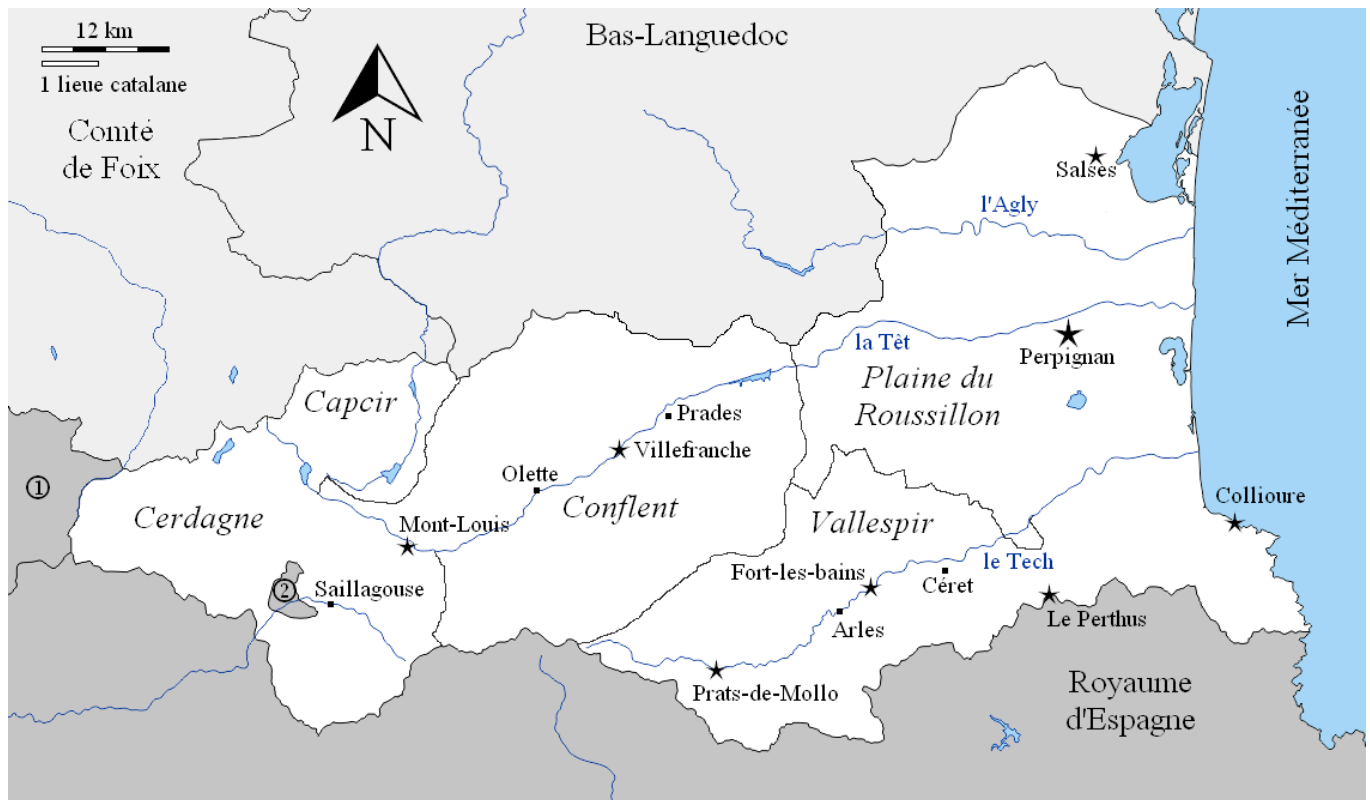 12 km
1 lieue catalane
Comté
de Foix
N
Bas-Languedoc
Mer Méditerranée
Salses
l'Agly
la Têt
Perpignan
Plaine du
Roussillon
Capcir
Prades
Villefranche
Olette
Conflent
①
Cerdagne
Mont-Louis
Vallespir
Collioure
②
Saillagouse
Fort-les-bains
le Tech
Céret
Arles
Le Perthus
Prats-de-Mollo
Royaume
d'Espagne